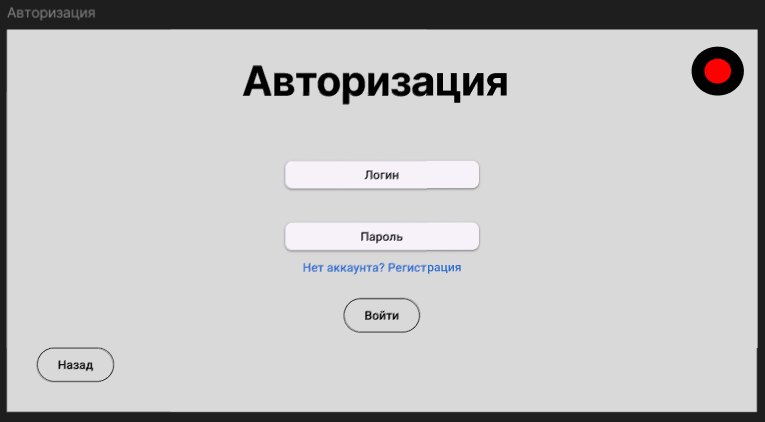 Авторизация
Авторизация
Логин
Пароль
Нет аккаунта? Регистрация
Войти
Назад